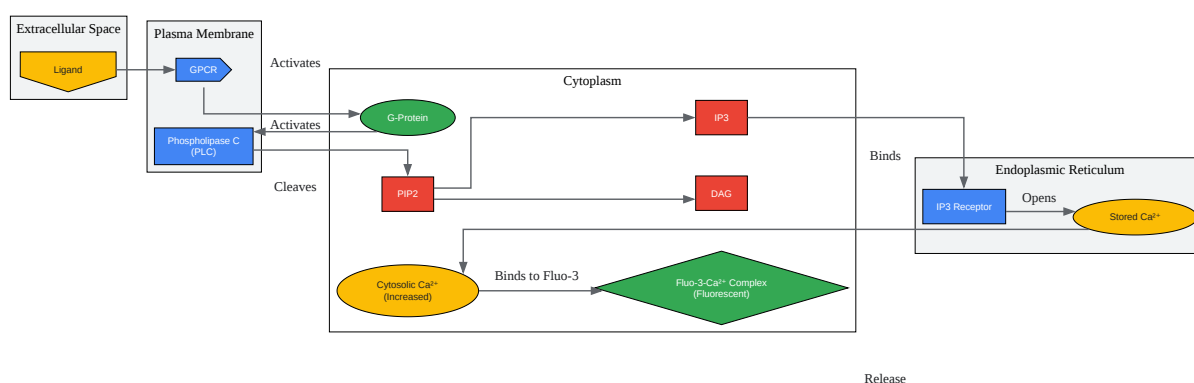 Extracellular Space
Ligand
Plasma Membrane
GPCR
Activates
Cytoplasm
G-Protein
Activates
Phospholipase C
(PLC)
IP3
Binds
Endoplasmic Reticulum
Cleaves
PIP2
DAG
IP3 Receptor
Opens
Stored Ca²⁺
Cytosolic Ca²⁺
(Increased)
Binds to Fluo-3
Fluo-3-Ca²⁺ Complex
(Fluorescent)
Release